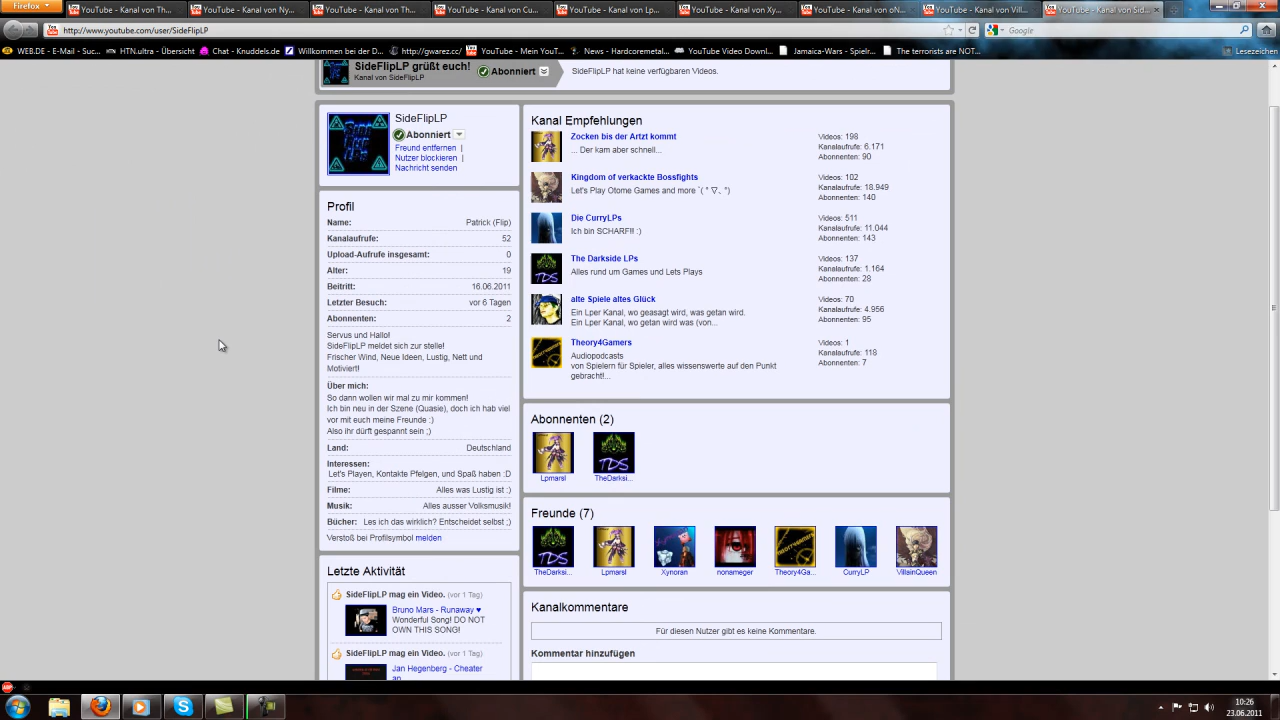 Firefox
YouTube - Kanal von Th...
YouTube - Kanal von Ny...
YouTube - Kanal von Th...
YouTube - Kanal von Cu...
YouTube - Kanal von Lp...
YouTube - Kanal von Xy...
YouTube - Kanal von oN...
YouTube - Kanal von Vill...
YouTube - Kanal von Sid...
http://www.youtube.com/user/SideFlipLP
Google
WEB.DE - E-Mail - Suc...
HTN.ultra - Übersicht
Chat - Knuddels.de
Willkommen bei der D...
http://gwarez.cc/
YouTube - Mein YouT...
News - Hardcoremetal...
YouTube Video Downl...
Jamaica-Wars - Spielr...
The terrorists are NOT...
Lesezeichen
SideFlipLP grüßt euch!
Kanal von SideFlipLP
Abonniert
SideFlipLP hat keine verfügbaren Videos.
SideFlipLP
Abonniert
Freund entfernen |
Nutzer blockieren |
Nachricht senden
Profil
Name: Patrick (Flip)
Kanalaufrufe: 52
Upload-Aufrufe insgesamt: 0
Alter: 19
Beitritt: 16.06.2011
Letzter Besuch: vor 6 Tagen
Abonnenten: 2
Servus und Hallo!
SideFlipLP meldet sich zur stelle!
Frischer Wind, Neue Ideen, Lustig, Nett und
Motiviert!
Über mich:
So dann wollen wir mal zu mir kommen!
Ich bin neu in der Szene (Quasie), doch ich hab viel
vor mit euch meine Freunde :)
Also ihr dürft gespannt sein ;)
Land: Deutschland
Interessen:
Let's Playen, Kontakte Pfelgen, und Spaß haben :D
Filme: Alles was Lustig ist :)
Musik: Alles ausser Volksmusik!
Bücher: Les ich das wirklich? Entscheidet selbst ;)
Verstoß bei Profilsymbol melden
Letzte Aktivität
SideFlipLP mag ein Video. (vor 1 Tag)
Bruno Mars - Runaway ♥
Wonderful Song! DO NOT
OWN THIS SONG!
SideFlipLP mag ein Video. (vor 1 Tag)
Jan Hegenberg - Cheater
an
Kanal Empfehlungen
Zocken bis der Artzt kommt
... Der kam aber schnell...
Videos: 198
Kanalaufrufe: 6.171
Abonnenten: 90
Kingdom of verkackte Bossfights
Let's Play Otome Games and more ´( ° ▽、°)
Videos: 102
Kanalaufrufe: 18.949
Abonnenten: 140
Die CurryLPs
Ich bin SCHARF!! :)
Videos: 511
Kanalaufrufe: 11.044
Abonnenten: 143
The Darkside LPs
Alles rund um Games und Lets Plays
Videos: 137
Kanalaufrufe: 1.164
Abonnenten: 28
alte Spiele altes Glück
Ein Lper Kanal, wo geasagt wird, was getan wird.
Ein LPer Kanal, wo getan wird was (von...
Videos: 70
Kanalaufrufe: 4.956
Abonnenten: 95
Theory4Gamers
Audiopodcasts
von Spielern für Spieler, alles wissenswerte auf den Punkt
gebracht!...
Videos: 1
Kanalaufrufe: 118
Abonnenten: 7
Abonnenten (2)
TDS
Lpmarsl
TheDarksi...
Freunde (7)
TDS
TheDarksi...
Lpmarsl
Xynoran
nonameger
Theory4Ga...
CurryLP
VillainQueen
Kanalkommentare
Für diesen Nutzer gibt es keine Kommentare.
Kommentar hinzufügen
10:26
23.06.2011